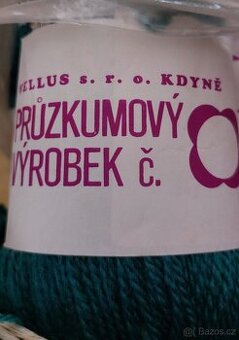 VELLUS s. r. o. KDYNĚ
PRŮZKUMOVÝ
VÝROBEK č.
Bazos.cz